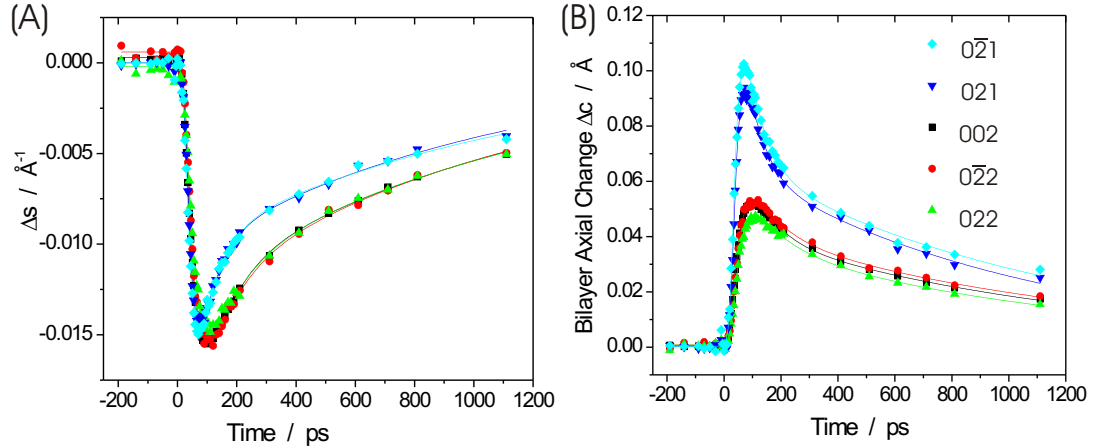 (A)
0.000
-0.005
-0.010
-0.015
Δs / Å⁻¹
-200 0 200 400 600 800 1000 1200
Time / ps
(B)
0.12
0.10
0.08
0.06
0.04
0.02
0.00
Bilayer Axial Change Δc / Å
02̄1
021
002
02̄2
022
-200 0 200 400 600 800 1000 1200
Time / ps